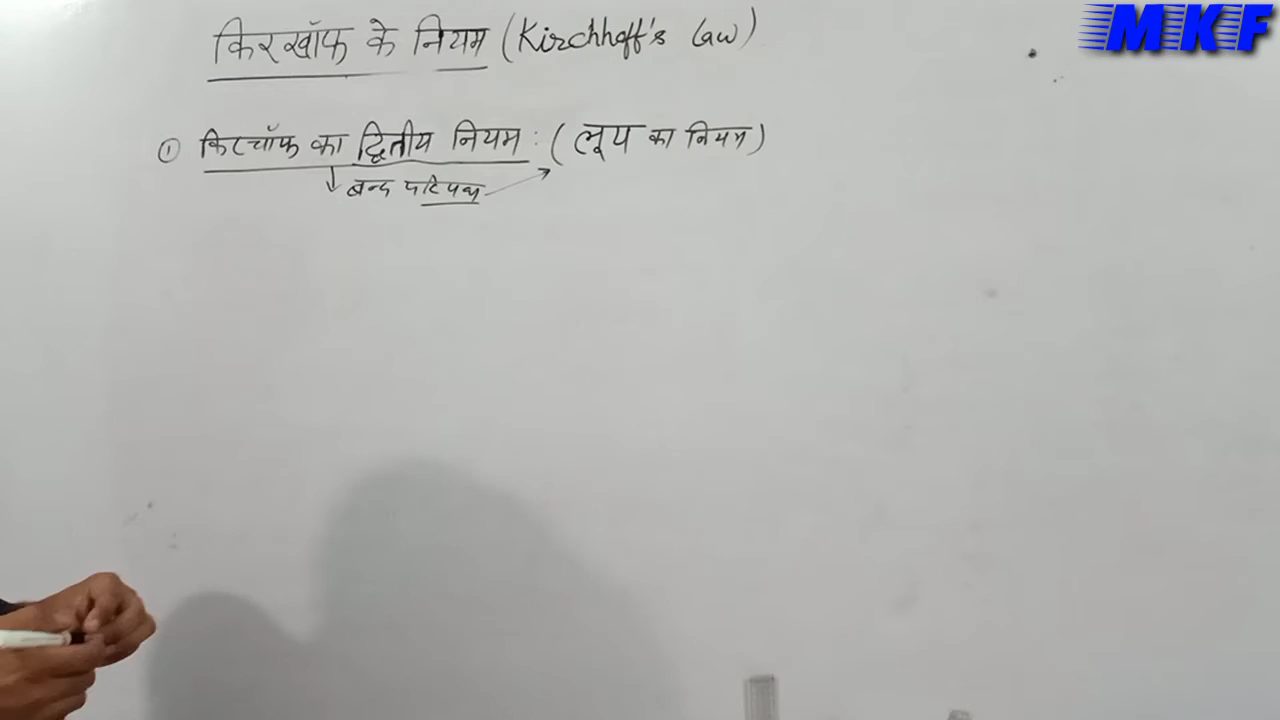 किरखॉफ के नियम (Kirchhoff's Law)
MKF
① किरचॉफ का द्वितीय नियम : (लूप का नियम)
बन्द परिपथ